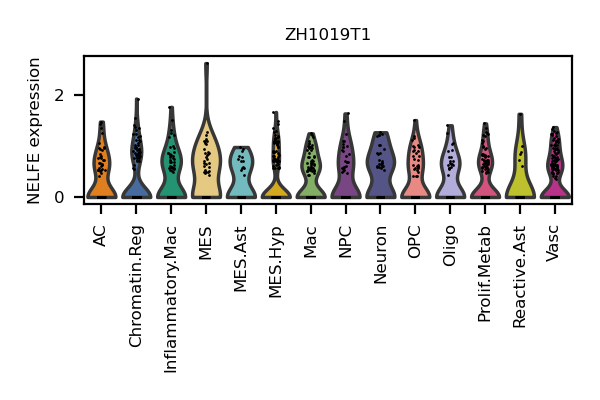 ZH1019T1
NELFE expression
2
0
AC
Chromatin.Reg
Inflammatory.Mac
MES
MES.Ast
MES.Hyp
Mac
NPC
Neuron
OPC
Oligo
Prolif.Metab
Reactive.Ast
Vasc